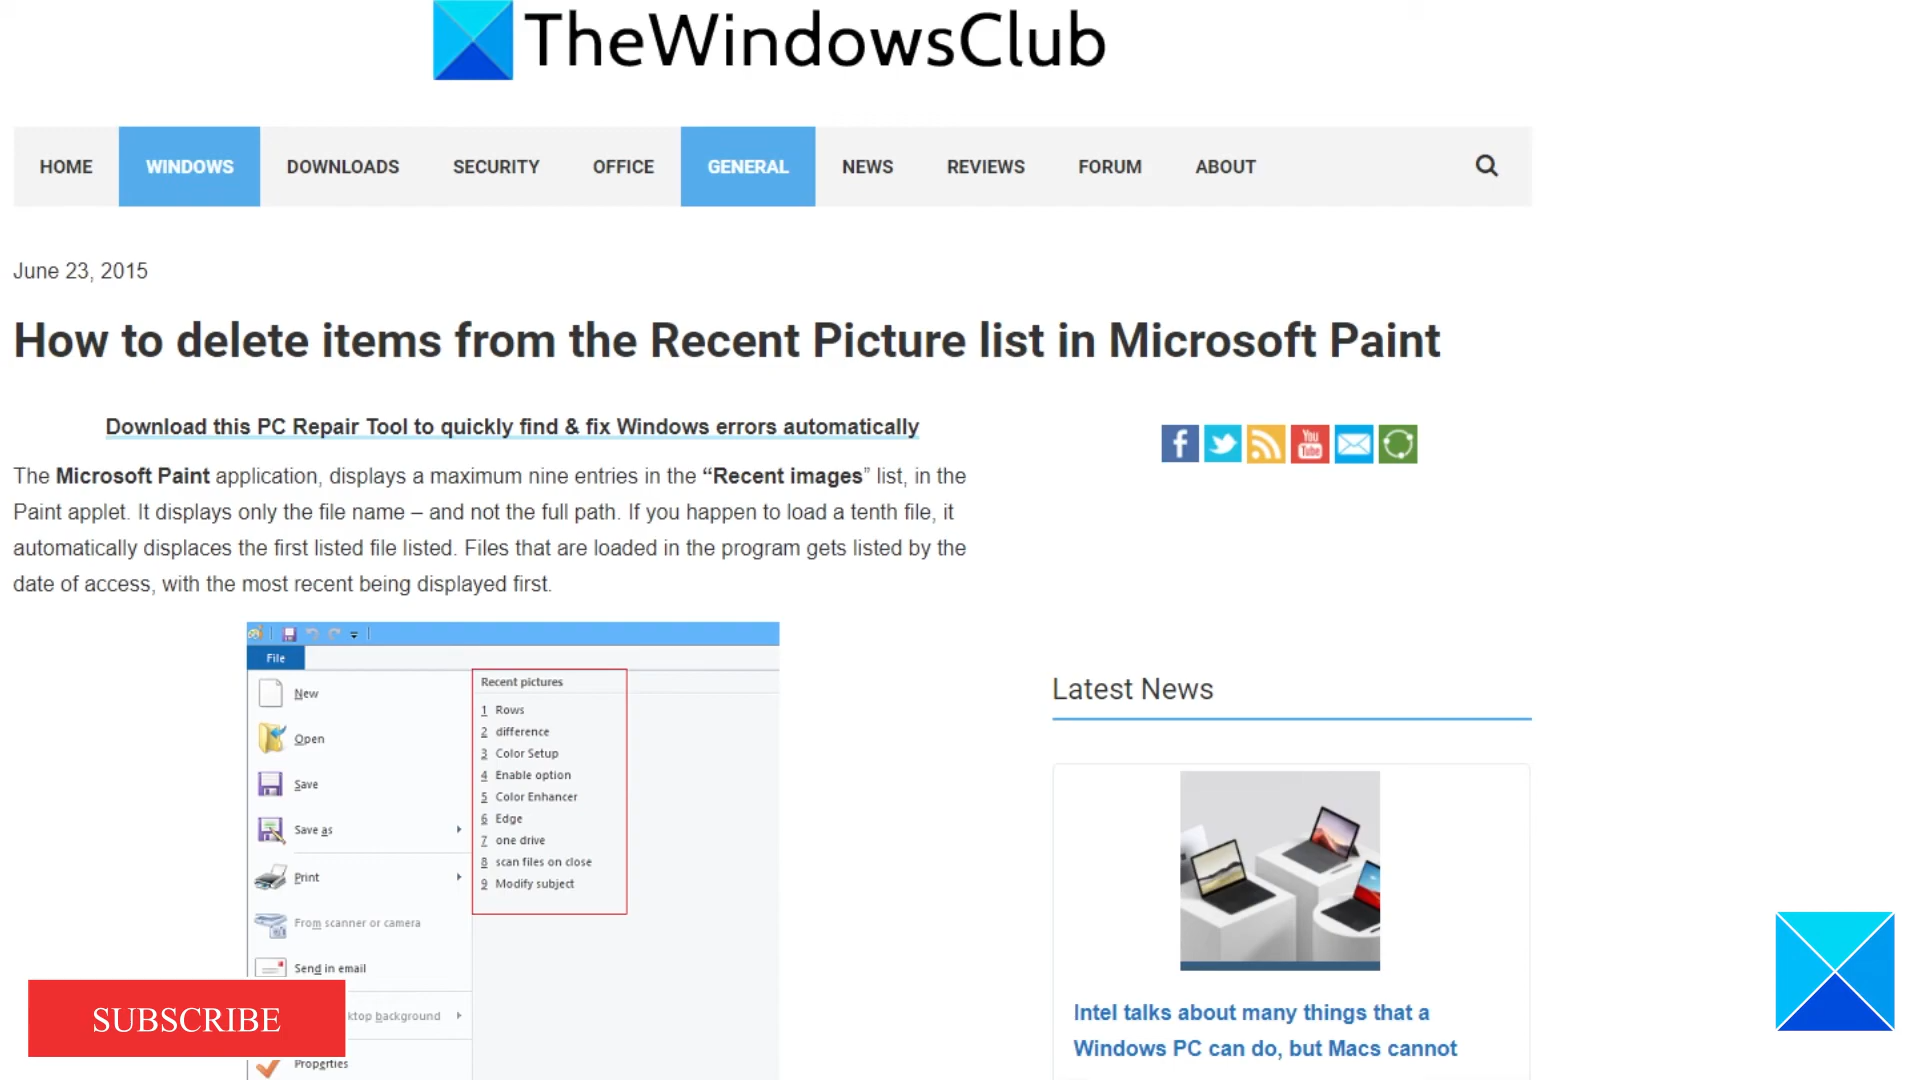 TheWindowsClub
HOME WINDOWS DOWNLOADS SECURITY OFFICE GENERAL NEWS REVIEWS FORUM ABOUT
June 23, 2015
How to delete items from the Recent Picture list in Microsoft Paint
Download this PC Repair Tool to quickly find & fix Windows errors automatically
The Microsoft Paint application, displays a maximum nine entries in the “Recent images” list, in the
Paint applet. It displays only the file name – and not the full path. If you happen to load a tenth file, it
automatically displaces the first listed file listed. Files that are loaded in the program gets listed by the
date of access, with the most recent being displayed first.
File
New
Open
Save
Save as
Print
From scanner or camera
Send in email
ktop background
Properties
Recent pictures
1 Rows
2 difference
3 Color Setup
4 Enable option
5 Color Enhancer
6 Edge
7 one drive
8 scan files on close
9 Modify subject
SUBSCRIBE
f
You
Tube
Latest News
Intel talks about many things that a
Windows PC can do, but Macs cannot